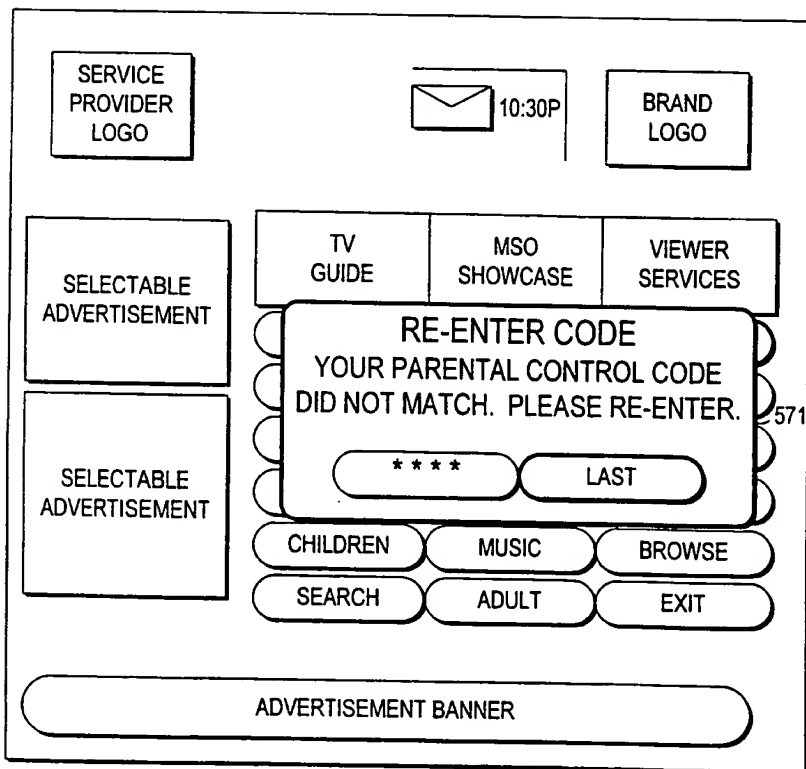 SERVICE
PROVIDER
LOGO
10:30P
BRAND
LOGO
SELECTABLE
ADVERTISEMENT
TV
GUIDE
MSO
SHOWCASE
VIEWER
SERVICES
RE-ENTER CODE
YOUR PARENTAL CONTROL CODE
DID NOT MATCH. PLEASE RE-ENTER.
571
* * * *
LAST
SELECTABLE
ADVERTISEMENT
CHILDREN
MUSIC
BROWSE
SEARCH
ADULT
EXIT
ADVERTISEMENT BANNER